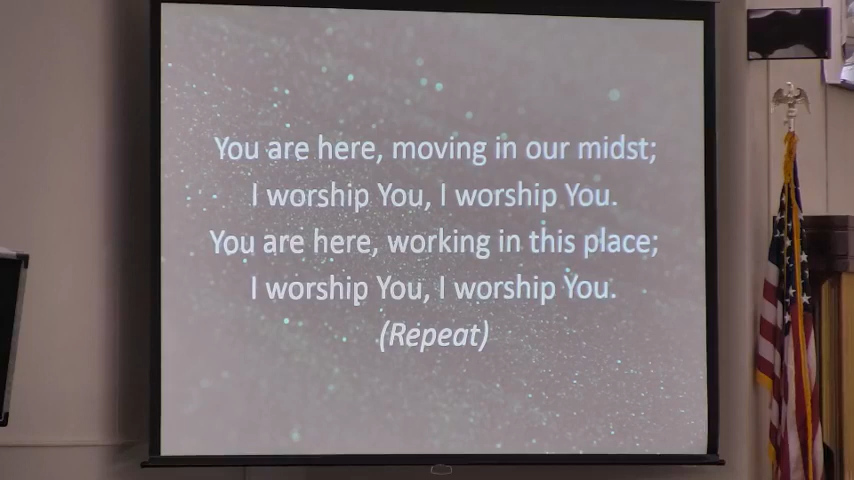 You are here, moving in our midst;
I worship You, I worship You.
You are here, working in this place;
I worship You, I worship You.
(Repeat)